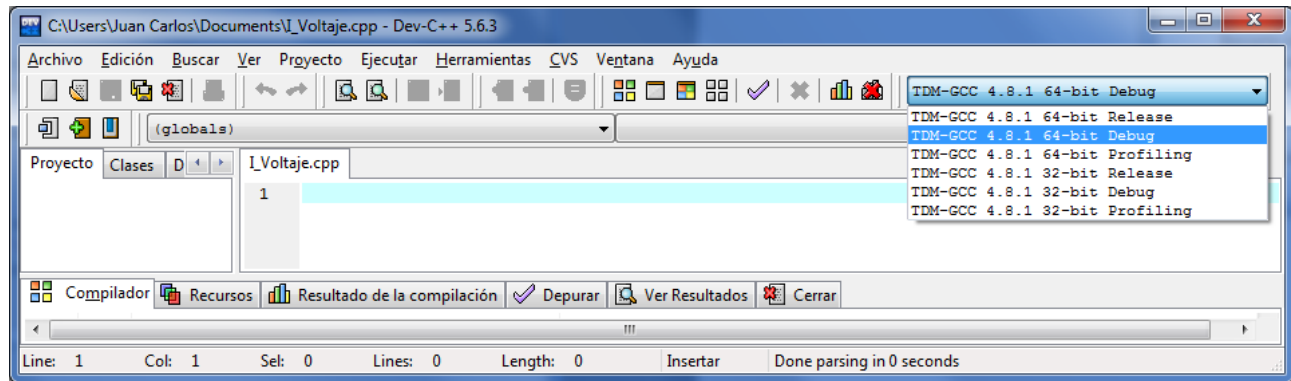 C:\Users\Juan Carlos\Documents\I_Voltaje.cpp - Dev-C++ 5.6.3
Archivo Edición Buscar Ver Proyecto Ejecutar Herramientas CVS Ventana Ayuda
TDM-GCC 4.8.1 64-bit Debug
(globals)
TDM-GCC 4.8.1 64-bit Release
TDM-GCC 4.8.1 64-bit Debug
TDM-GCC 4.8.1 64-bit Profiling
TDM-GCC 4.8.1 32-bit Release
TDM-GCC 4.8.1 32-bit Debug
TDM-GCC 4.8.1 32-bit Profiling
Proyecto Clases D I_Voltaje.cpp
1
Compilador Recursos Resultado de la compilación Depurar Ver Resultados Cerrar
Line: 1 Col: 1 Sel: 0 Lines: 0 Length: 0 Insertar Done parsing in 0 seconds